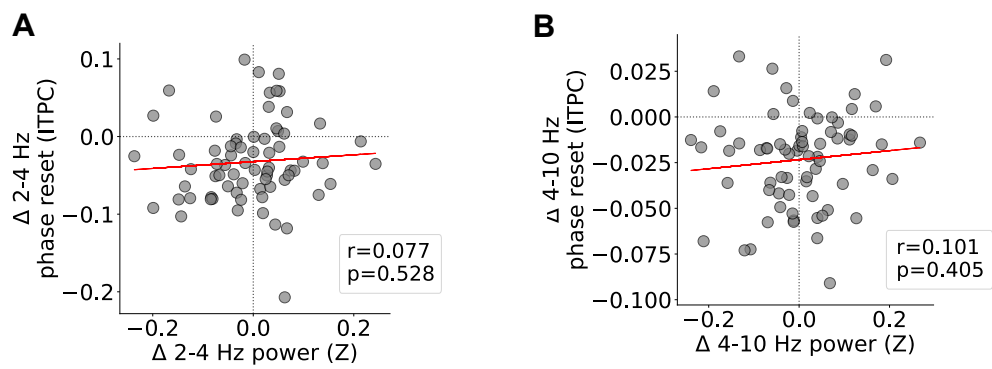 A
Δ 2-4 Hz
phase reset (ITPC)
0.1
0.0
−0.1
−0.2
r=0.077
p=0.528
−0.2
0.0
0.2
Δ 2-4 Hz power (Z)
B
Δ 4-10 Hz
phase reset (ITPC)
0.025
0.000
−0.025
−0.050
−0.075
−0.100
r=0.101
p=0.405
−0.2
0.0
0.2
Δ 4-10 Hz power (Z)